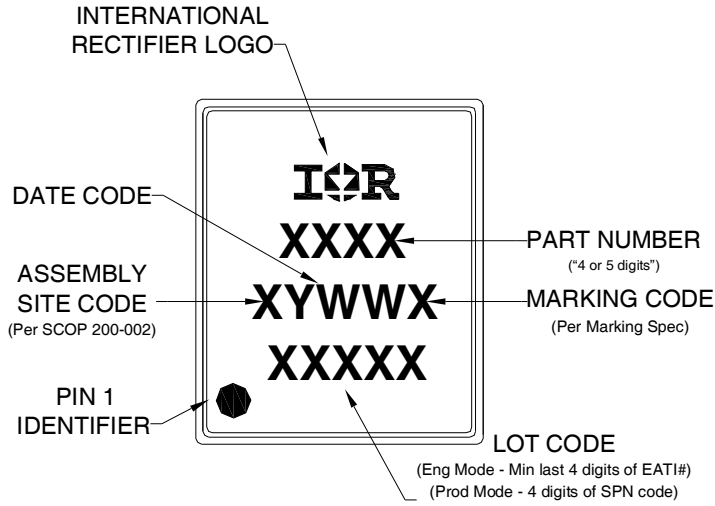 INTERNATIONAL
RECTIFIER LOGO
IOR
DATE CODE
XXXX
PART NUMBER
("4 or 5 digits")
ASSEMBLY
SITE CODE
(Per SCOP 200-002)
XYWWX
MARKING CODE
(Per Marking Spec)
XXXXX
PIN 1
IDENTIFIER
LOT CODE
(Eng Mode - Min last 4 digits of EATI#)
(Prod Mode - 4 digits of SPN code)